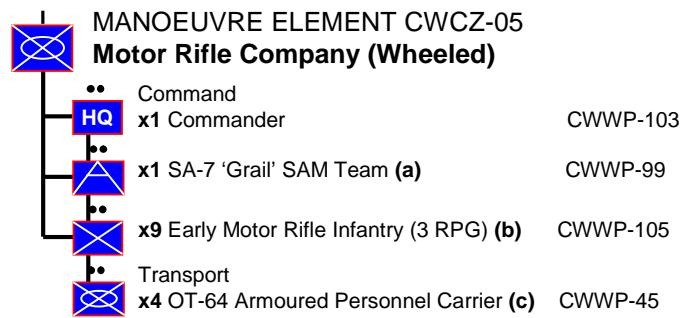 MANOEUVRE ELEMENT CWCZ-05
Motor Rifle Company (Wheeled)
Command
HQ x1 Commander CWWP-103
x1 SA-7 ‘Grail’ SAM Team (a) CWWP-99
x9 Early Motor Rifle Infantry (3 RPG) (b) CWWP-105
Transport
x4 OT-64 Armoured Personnel Carrier (c) CWWP-45